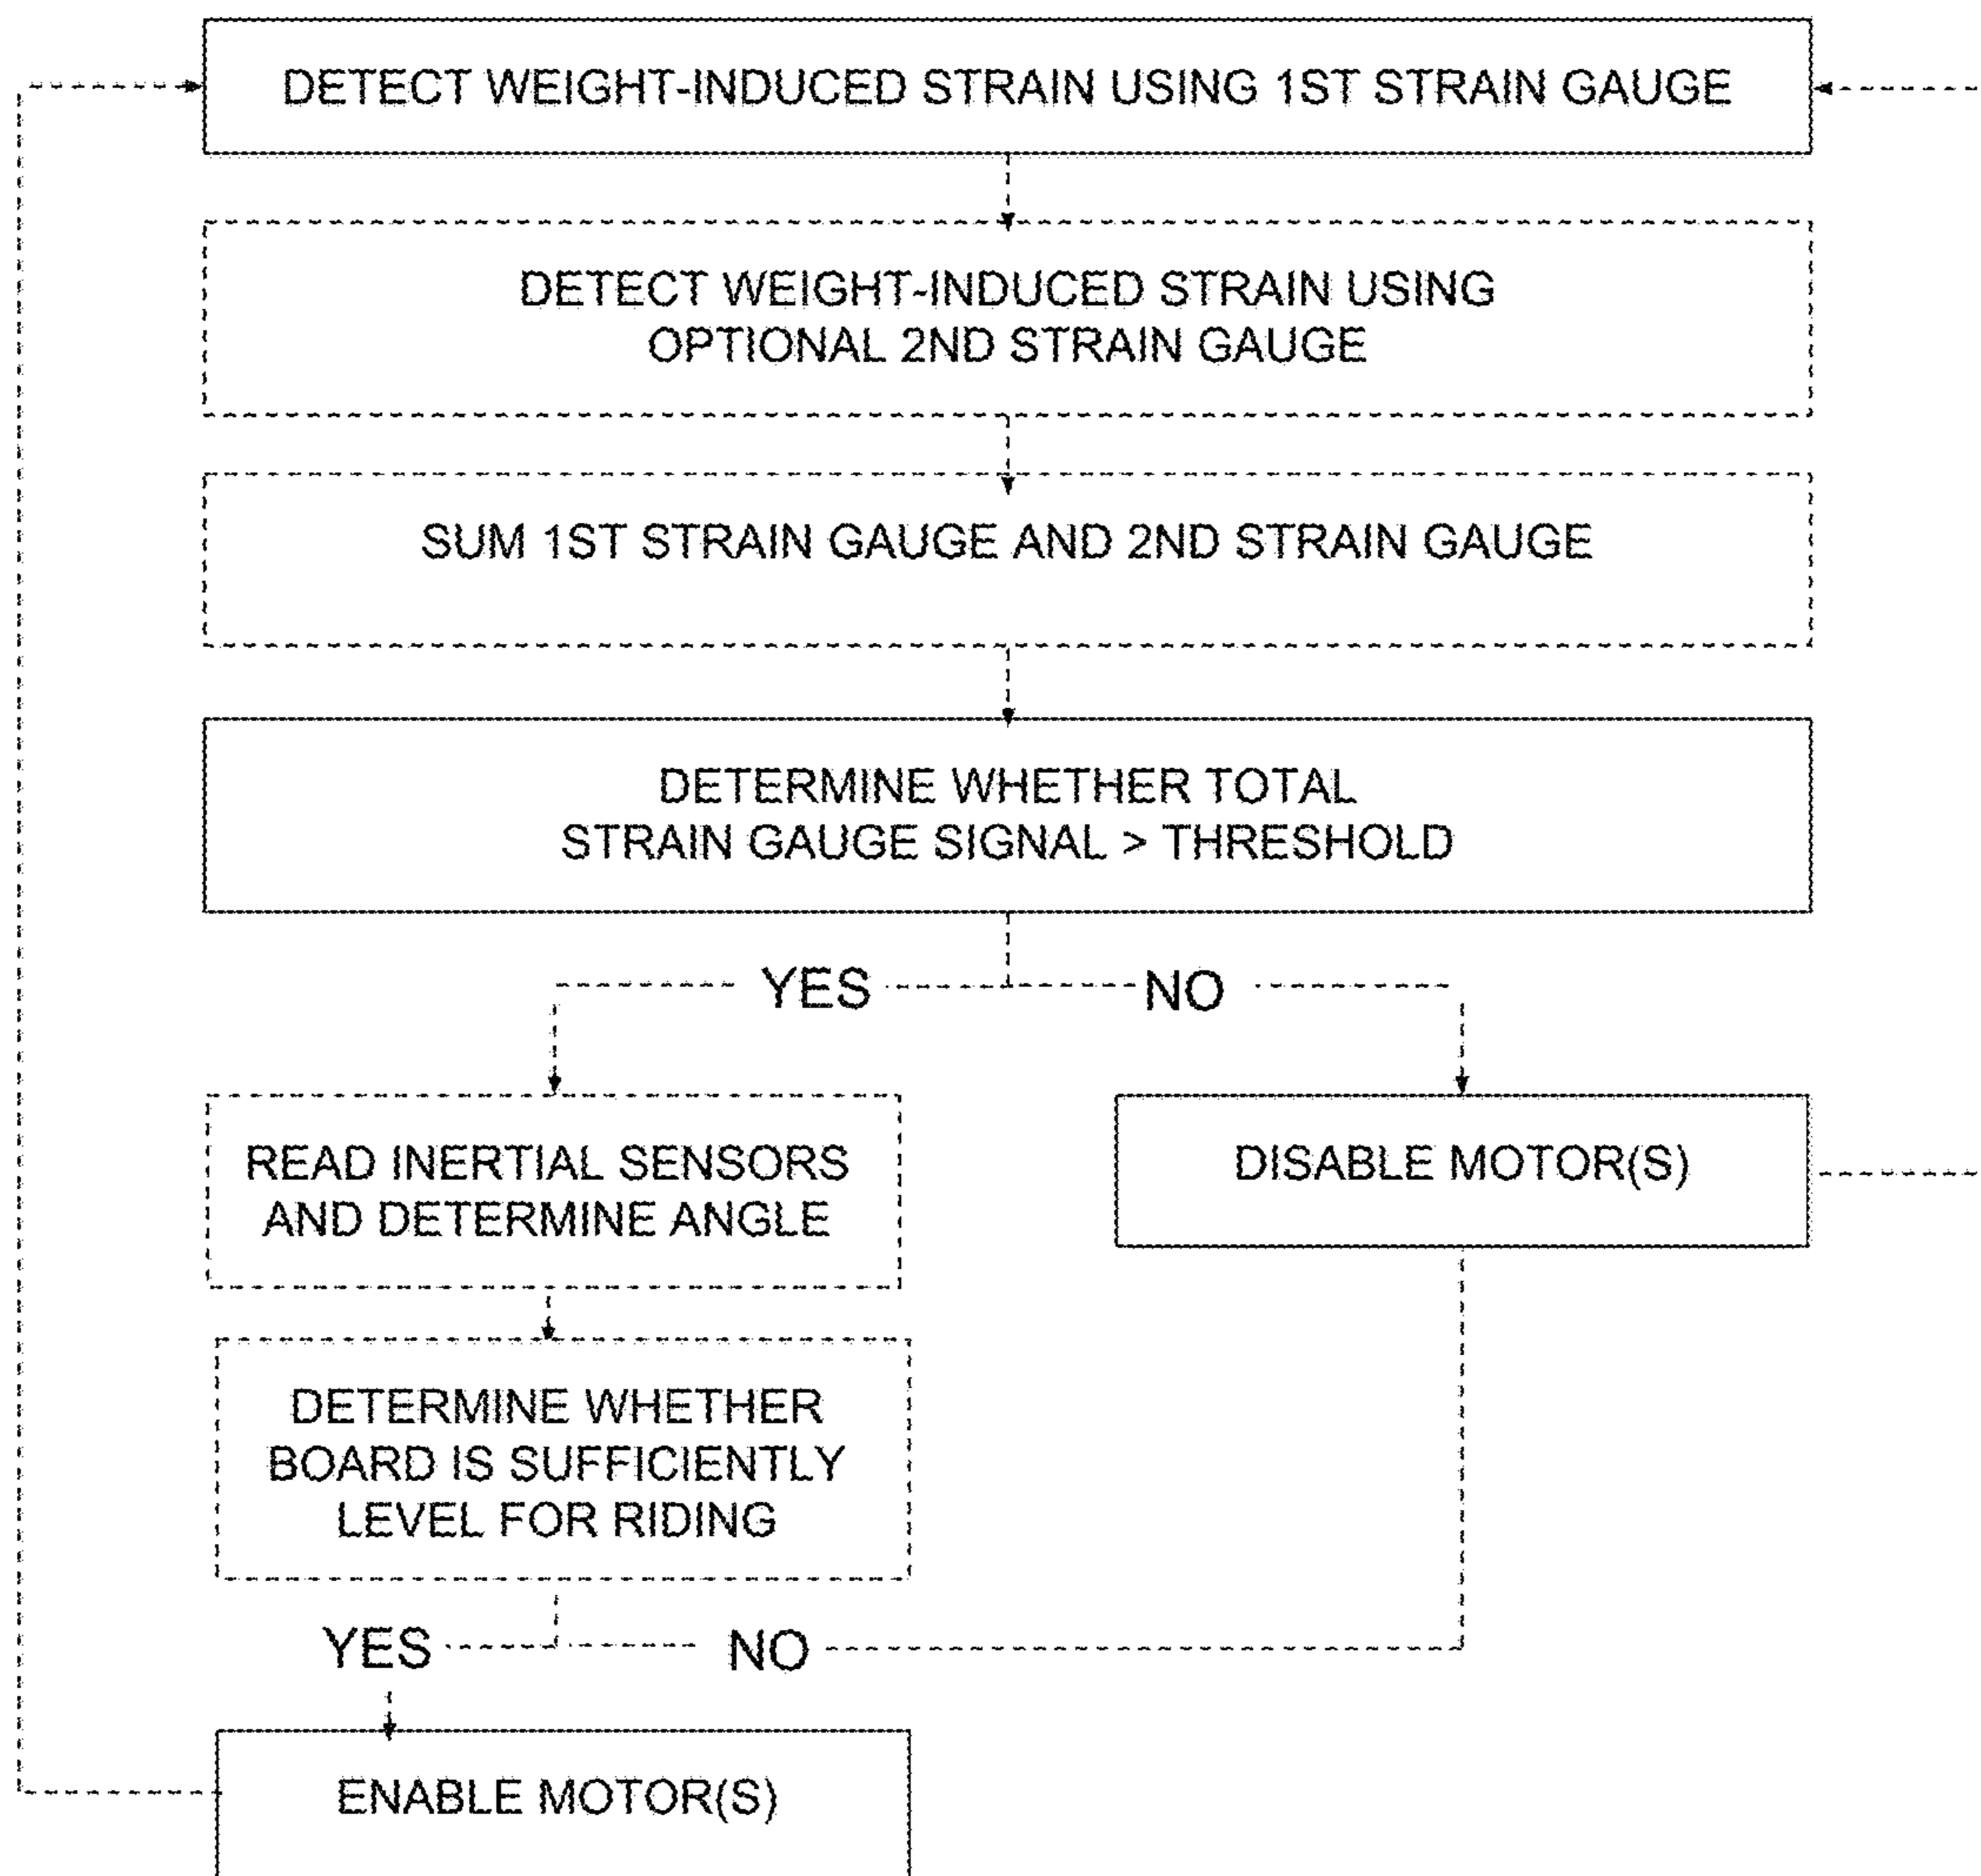 DETECT WEIGHT-INDUCED STRAIN USING 1ST STRAIN GAUGE
DETECT WEIGHT-INDUCED STRAIN USING
OPTIONAL 2ND STRAIN GAUGE
SUM 1ST STRAIN GAUGE AND 2ND STRAIN GAUGE
DETERMINE WHETHER TOTAL
STRAIN GAUGE SIGNAL > THRESHOLD
YES
NO
READ INERTIAL SENSORS
AND DETERMINE ANGLE
DISABLE MOTOR(S)
DETERMINE WHETHER
BOARD IS SUFFICIENTLY
LEVEL FOR RIDING
YES
NO
ENABLE MOTOR(S)